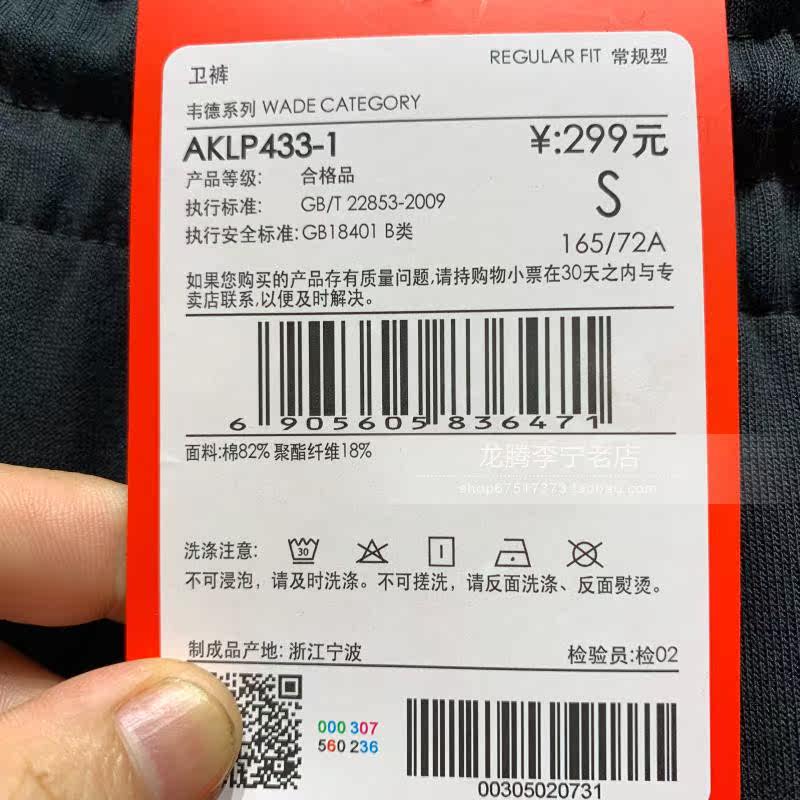 REGULAR FIT 常规型
卫裤
韦德系列 WADE CATEGORY
AKLP433-1
¥:299元
产品等级: 合格品
执行标准: GB/T 22853-2009
S
执行安全标准:GB18401 B类
165/72A
如果您购买的产品存有质量问题,请持购物小票在30天之内与专
卖店联系,以便及时解决。
6 905605 836471
面料:棉82% 聚酯纤维18%
龙腾李宁老店
洗涤注意:
30
不可浸泡，请及时洗涤。不可搓洗，请反面洗涤、反面熨烫。
制成品产地: 浙江宁波
检验员:检02
000 307
560 236
00305020731